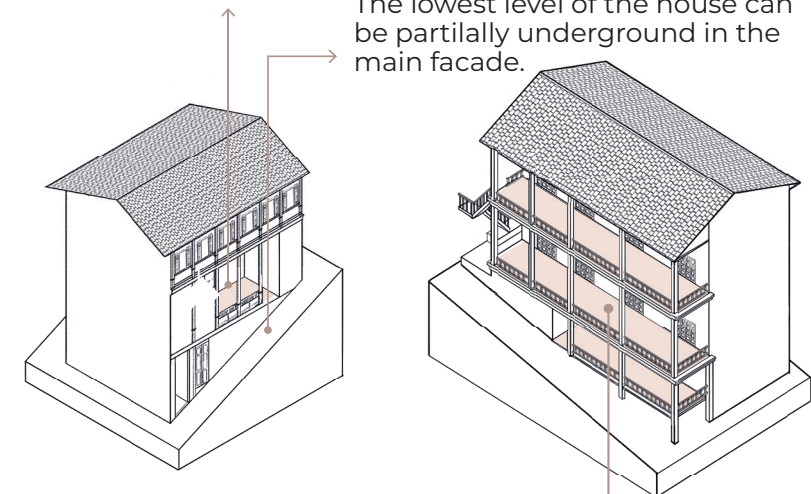 The lowest level of the house can
be partilally underground in the
main facade.